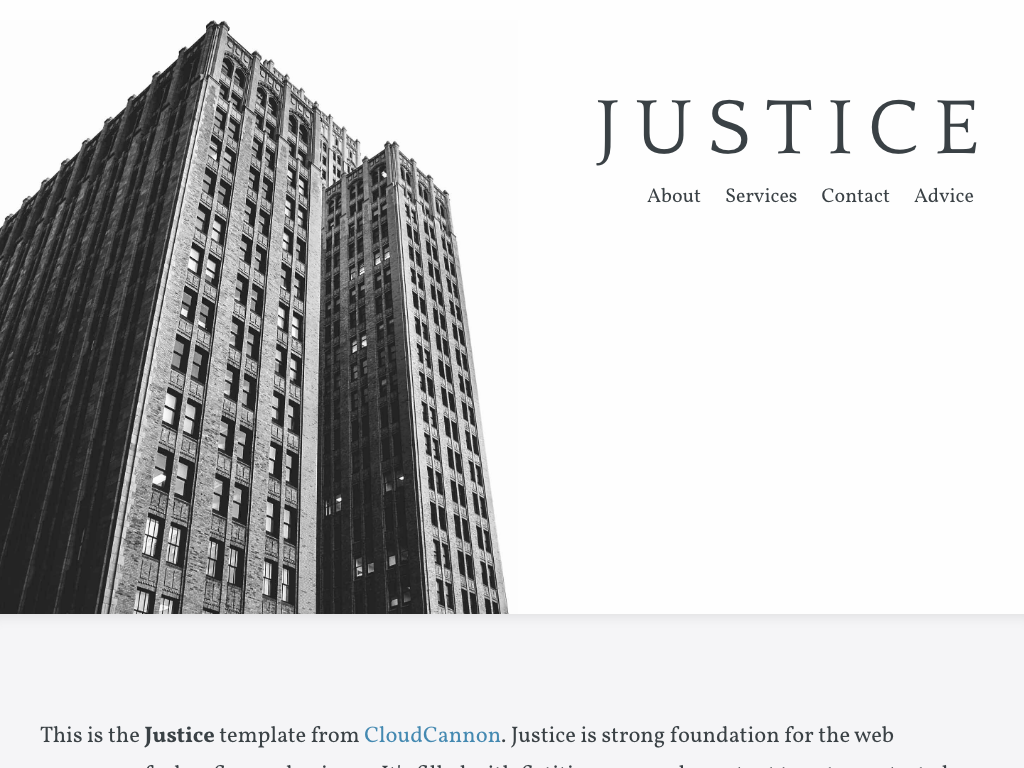 JUSTICE
About Services Contact Advice
This is the Justice template from CloudCannon. Justice is strong foundation for the web